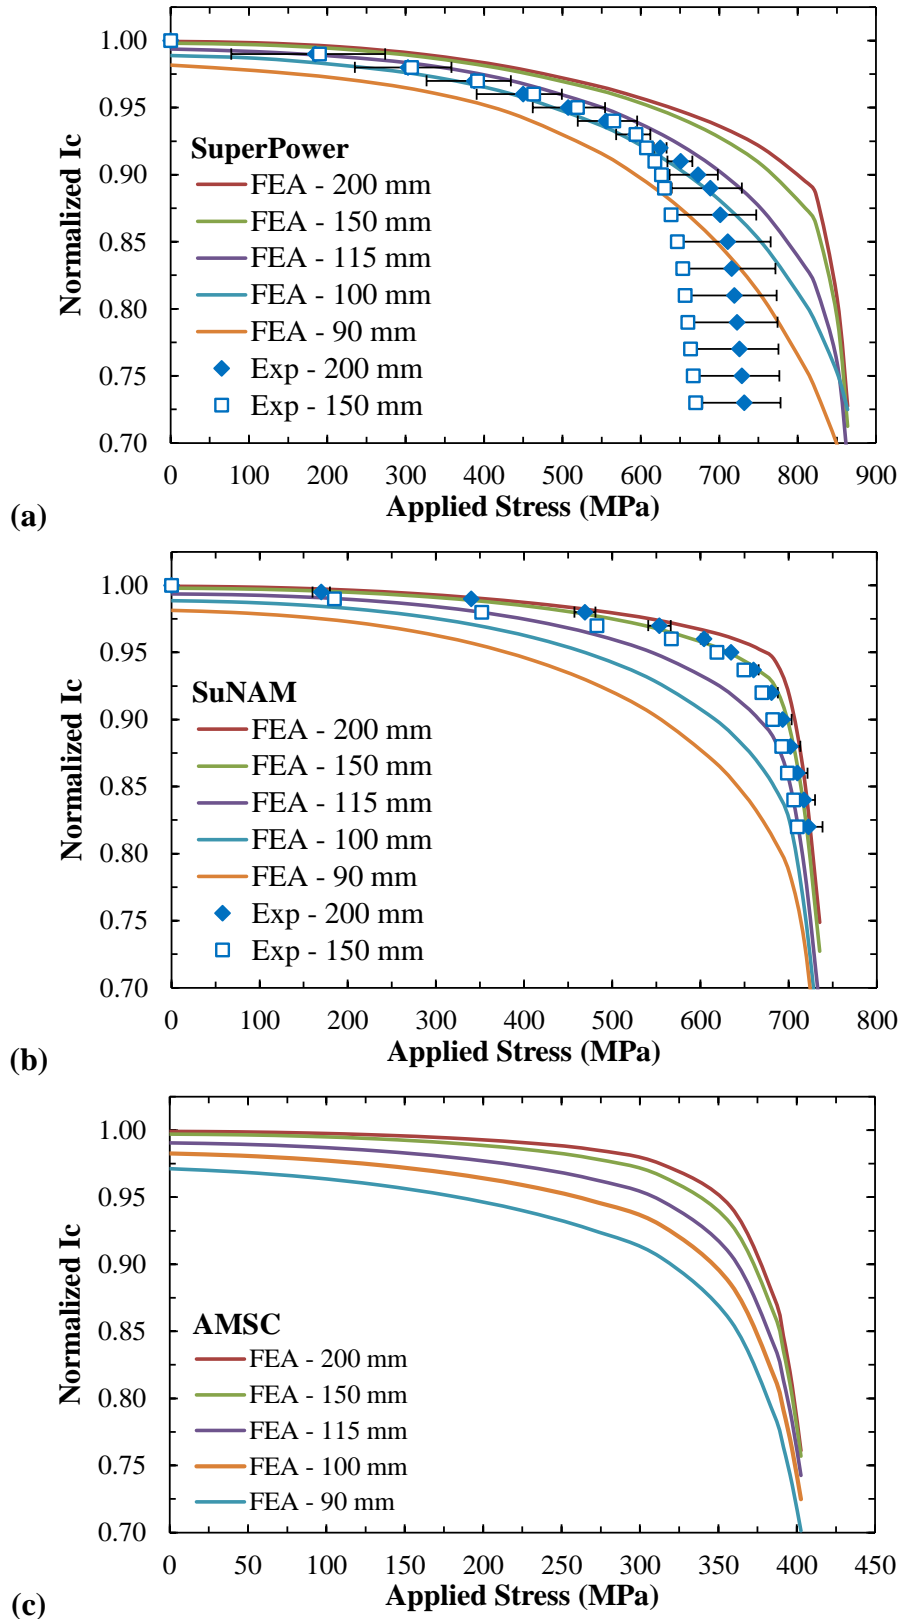 1.00
0.95
0.90
0.85
0.80
0.75
0.70
Normalized Ic
SuperPower
FEA - 200 mm
FEA - 150 mm
FEA - 115 mm
FEA - 100 mm
FEA - 90 mm
Exp - 200 mm
Exp - 150 mm
0 100 200 300 400 500 600 700 800 900
Applied Stress (MPa)
(a)
1.00
0.95
0.90
0.85
0.80
0.75
0.70
Normalized Ic
SuNAM
FEA - 200 mm
FEA - 150 mm
FEA - 115 mm
FEA - 100 mm
FEA - 90 mm
Exp - 200 mm
Exp - 150 mm
0 100 200 300 400 500 600 700 800
Applied Stress (MPa)
(b)
1.00
0.95
0.90
0.85
0.80
0.75
0.70
Normalized Ic
AMSC
FEA - 200 mm
FEA - 150 mm
FEA - 115 mm
FEA - 100 mm
FEA - 90 mm
0 50 100 150 200 250 300 350 400 450
Applied Stress (MPa)
(c)